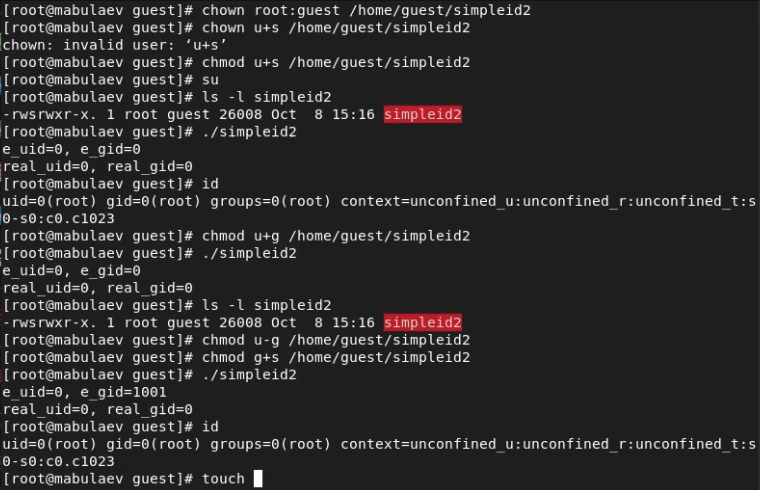 [root@mabulaev guest]# chown root:guest /home/guest/simpleid2
[root@mabulaev guest]# chown u+s /home/guest/simpleid2
chown: invalid user: ‘u+s’
[root@mabulaev guest]# chmod u+s /home/guest/simpleid2
[root@mabulaev guest]# su
[root@mabulaev guest]# ls -l simpleid2
-rwsrwxr-x. 1 root guest 26008 Oct  8 15:16 simpleid2
[root@mabulaev guest]# ./simpleid2
e_uid=0, e_gid=0
real_uid=0, real_gid=0
[root@mabulaev guest]# id
uid=0(root) gid=0(root) groups=0(root) context=unconfined_u:unconfined_r:unconfined_t:s
0-s0:c0.c1023
[root@mabulaev guest]# chmod u+g /home/guest/simpleid2
[root@mabulaev guest]# ./simpleid2
e_uid=0, e_gid=0
real_uid=0, real_gid=0
[root@mabulaev guest]# ls -l simpleid2
-rwsrwxr-x. 1 root guest 26008 Oct  8 15:16 simpleid2
[root@mabulaev guest]# chmod u-g /home/guest/simpleid2
[root@mabulaev guest]# chmod g+s /home/guest/simpleid2
[root@mabulaev guest]# ./simpleid2
e_uid=0, e_gid=1001
real_uid=0, real_gid=0
[root@mabulaev guest]# id
uid=0(root) gid=0(root) groups=0(root) context=unconfined_u:unconfined_r:unconfined_t:s
0-s0:c0.c1023
[root@mabulaev guest]# touch